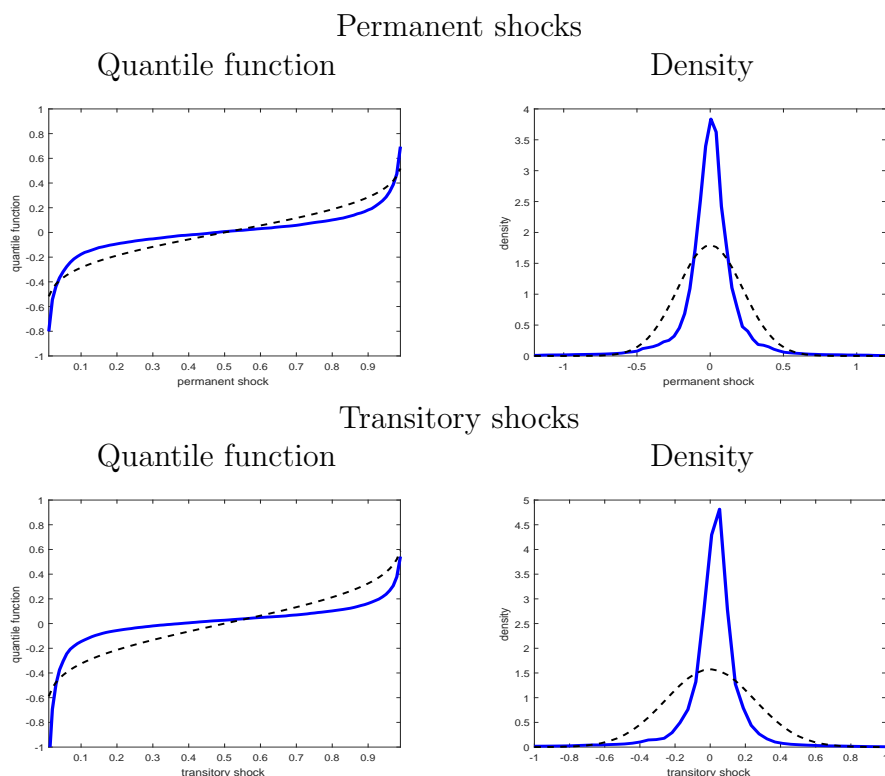 Permanent shocks
Quantile function Density
1
0.8
0.6
0.4
0.2
0
-0.2
-0.4
-0.6
-0.8
-1
quantile function
0.1 0.2 0.3 0.4 0.5 0.6 0.7 0.8 0.9
permanent shock
4
3.5
3
2.5
2
1.5
1
0.5
0
density
-1 -0.5 0 0.5 1
permanent shock
Transitory shocks
Quantile function Density
1
0.8
0.6
0.4
0.2
0
-0.2
-0.4
-0.6
-0.8
-1
quantile function
0.1 0.2 0.3 0.4 0.5 0.6 0.7 0.8 0.9
transitory shock
5
4.5
4
3.5
3
2.5
2
1.5
1
0.5
0
density
-1 -0.8 -0.6 -0.4 -0.2 0 0.2 0.4 0.6 0.8
transitory shock